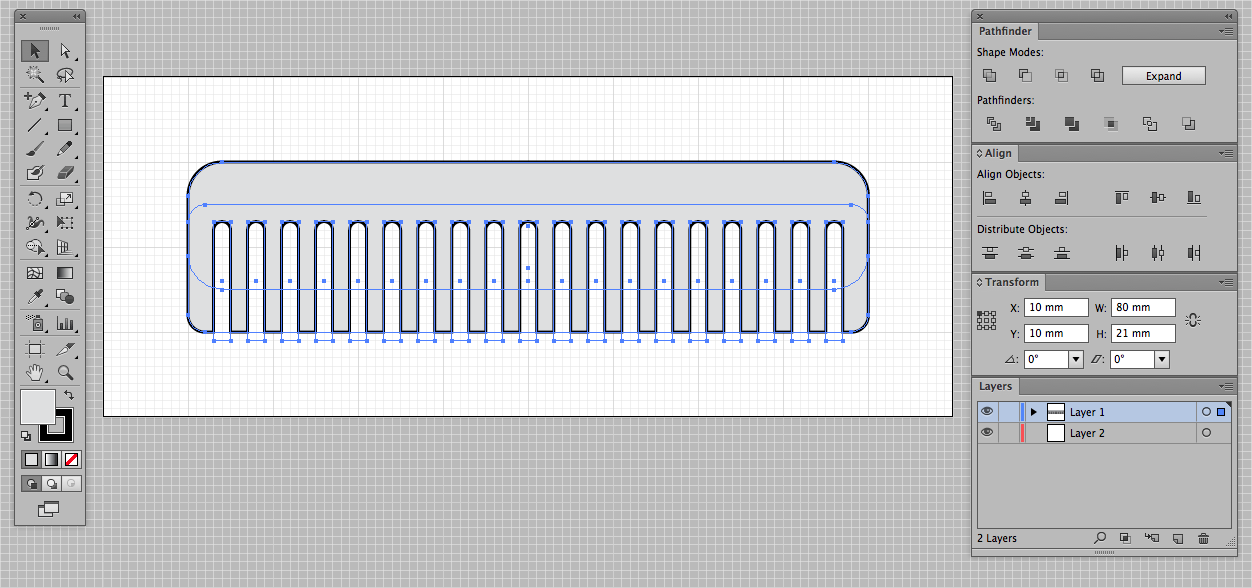 Pathfinder
Shape Modes:
Expand
Pathfinders:
Align
Align Objects:
Distribute Objects:
Transform
X: 10 mm W: 80 mm
Y: 10 mm H: 21 mm
0° 0°
Layers
Layer 1
Layer 2
2 Layers
T